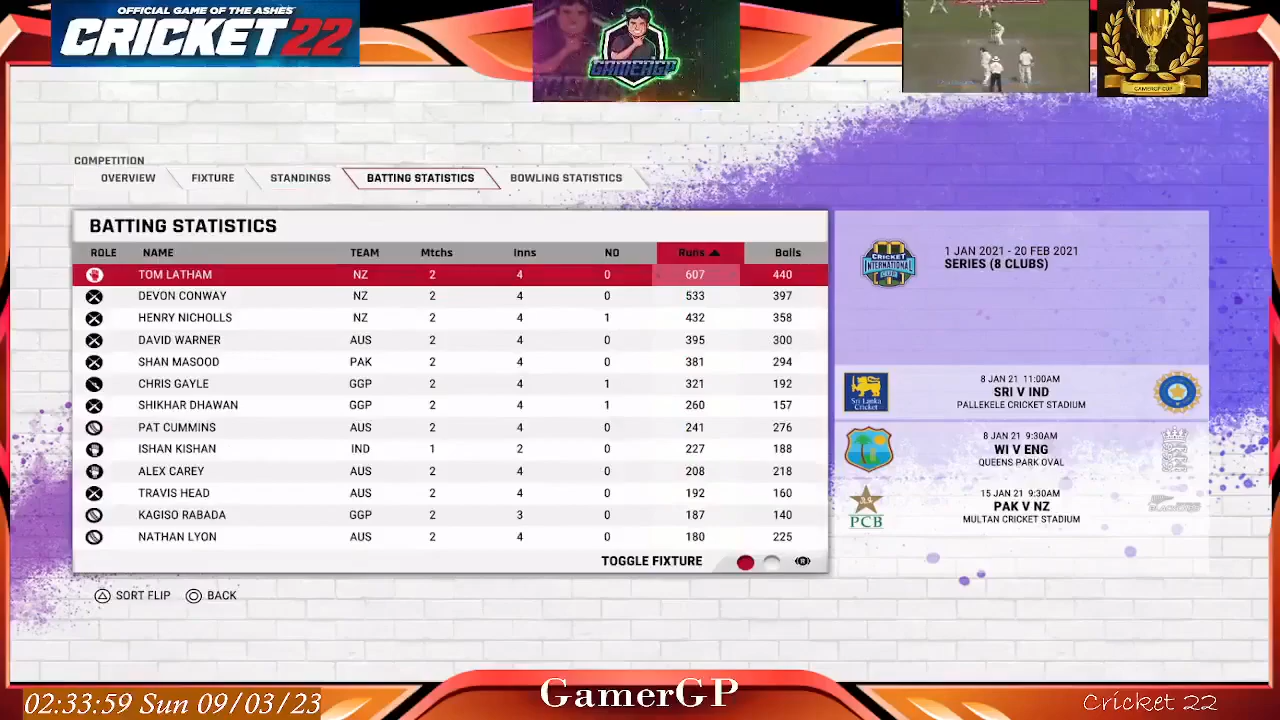 OFFICIAL GAME OF THE ASHES
CRICKET 22
GAMERGP
GAMERGP CUP
COMPETITION
OVERVIEW FIXTURE STANDINGS BATTING STATISTICS BOWLING STATISTICS
BATTING STATISTICS
ROLE NAME TEAM Mtchs Inns NO Runs Balls
TOM LATHAM NZ 2 4 0 607 440
DEVON CONWAY NZ 2 4 0 533 397
HENRY NICHOLLS NZ 2 4 1 432 358
DAVID WARNER AUS 2 4 0 395 300
SHAN MASOOD PAK 2 4 0 381 294
CHRIS GAYLE GGP 2 4 1 321 192
SHIKHAR DHAWAN GGP 2 4 1 260 157
PAT CUMMINS AUS 2 4 0 241 276
ISHAN KISHAN IND 1 2 0 227 188
ALEX CAREY AUS 2 4 0 208 218
TRAVIS HEAD AUS 2 4 0 192 160
KAGISO RABADA GGP 2 3 0 187 140
NATHAN LYON AUS 2 4 0 180 225
TOGGLE FIXTURE
SORT FLIP BACK
CRICKET
INTERNATIONAL
1 JAN 2021 - 20 FEB 2021
SERIES (8 CLUBS)
Sri Lanka
Cricket
8 JAN 21 11:00AM
SRI V IND
PALLEKELE CRICKET STADIUM
8 JAN 21 9:30AM
WI V ENG
QUEENS PARK OVAL
PCB
15 JAN 21 9:30AM
PAK V NZ
MULTAN CRICKET STADIUM
02:33:59 Sun 09/03/23
GamerGP
Cricket 22